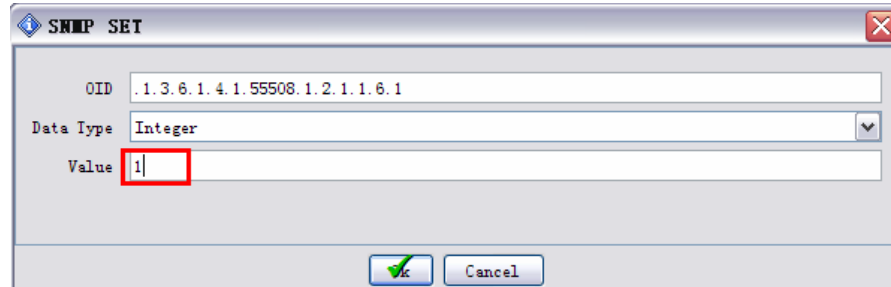 SNMP SET
OID .1.3.6.1.4.1.55508.1.2.1.1.6.1
Data Type Integer
Value 1
Ok Cancel